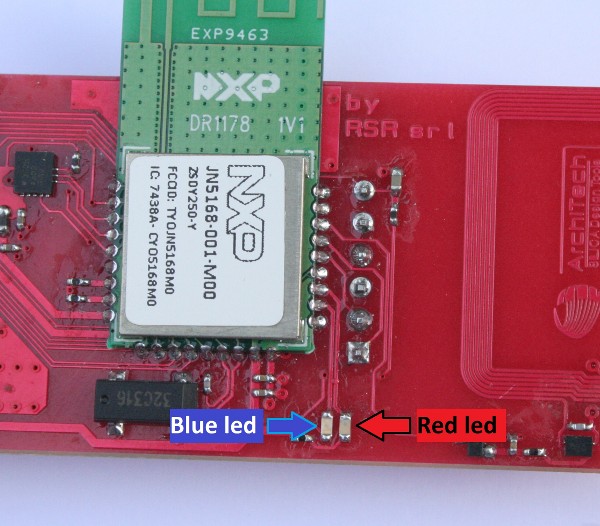 EXP9463
NXP
DR1178 1V1
by
RSR srl
NXP
JN5168-001-M00
ZSDY250-Y
FCCID: TYOJN5168M0
IC: 7438A- CYO5168M0
ArchiTech
32C316
Blue led
Red led